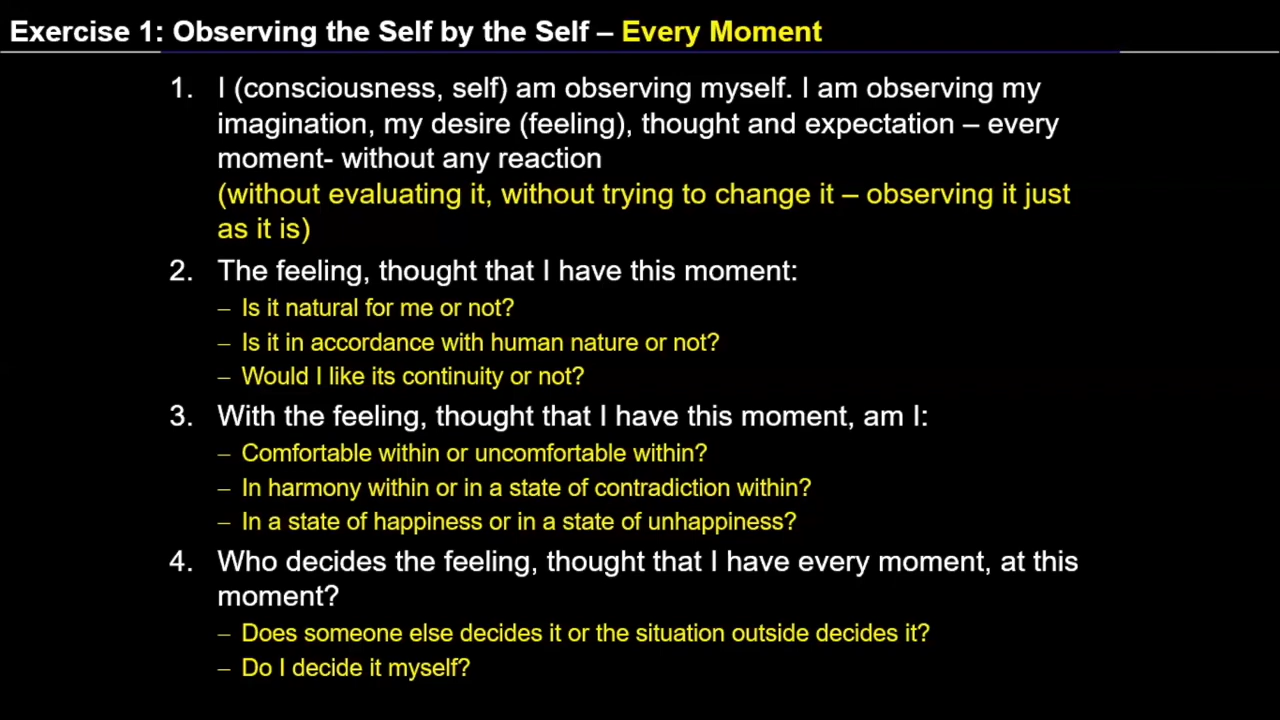 Exercise 1: Observing the Self by the Self – Every Moment
1. I (consciousness, self) am observing myself. I am observing my
imagination, my desire (feeling), thought and expectation – every
moment- without any reaction
(without evaluating it, without trying to change it – observing it just
as it is)
2. The feeling, thought that I have this moment:
– Is it natural for me or not?
– Is it in accordance with human nature or not?
– Would I like its continuity or not?
3. With the feeling, thought that I have this moment, am I:
– Comfortable within or uncomfortable within?
– In harmony within or in a state of contradiction within?
– In a state of happiness or in a state of unhappiness?
4. Who decides the feeling, thought that I have every moment, at this
moment?
– Does someone else decides it or the situation outside decides it?
– Do I decide it myself?